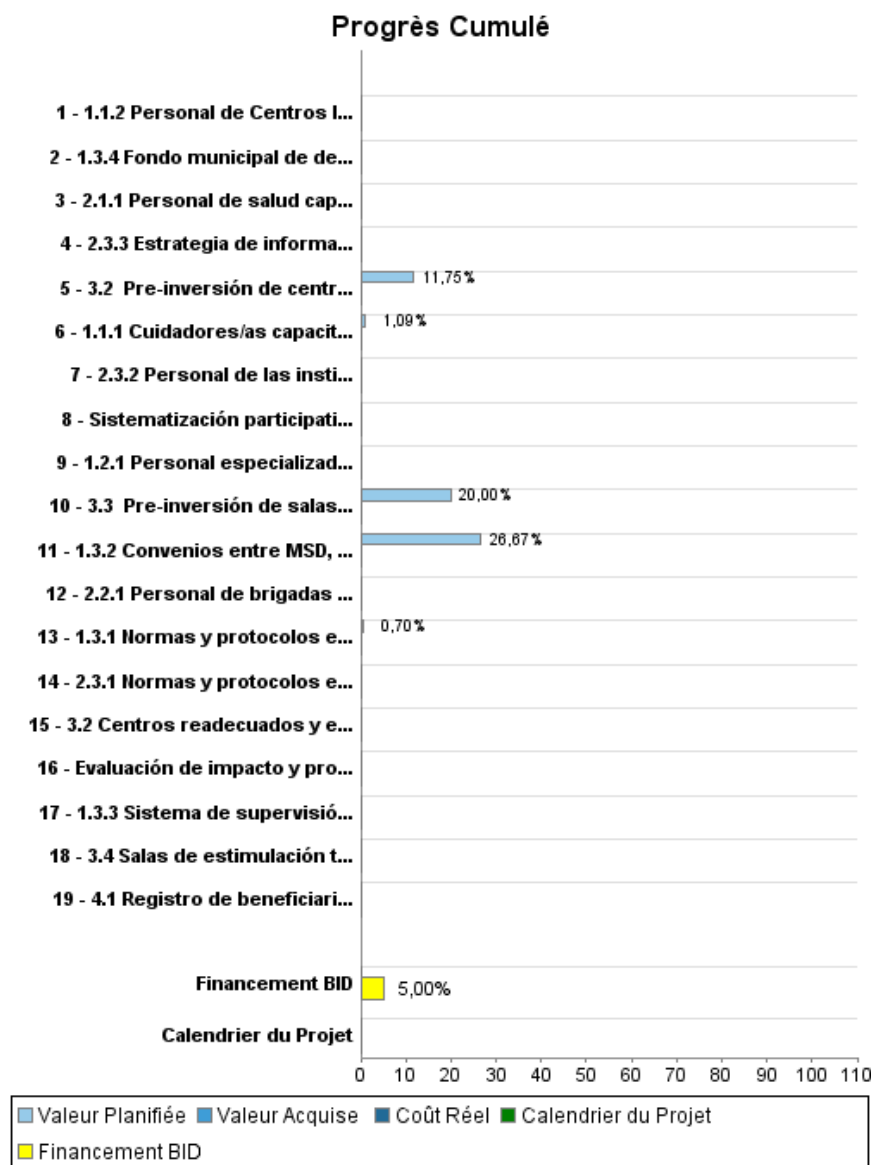 Progrès Cumulé
1 - 1.1.2 Personal de Centros I...
2 - 1.3.4 Fondo municipal de de...
3 - 2.1.1 Personal de salud cap...
4 - 2.3.3 Estrategia de informa...
5 - 3.2  Pre-inversión de centr... 11,75%
6 - 1.1.1 Cuidadores/as capacit... 1,09%
7 - 2.3.2 Personal de las insti...
8 - Sistematización participati...
9 - 1.2.1 Personal especializad...
10 - 3.3  Pre-inversión de salas... 20,00%
11 - 1.3.2 Convenios entre MSD, ... 26,67%
12 - 2.2.1 Personal de brigadas ...
13 - 1.3.1 Normas y protocolos e... 0,70%
14 - 2.3.1 Normas y protocolos e...
15 - 3.2 Centros readecuados y e...
16 - Evaluación de impacto y pro...
17 - 1.3.3 Sistema de supervisió...
18 - 3.4 Salas de estimulación t...
19 - 4.1 Registro de beneficiari...
Financement BID 5,00%
Calendrier du Projet
0 10 20 30 40 50 60 70 80 90 100 110
Valeur Planifiée Valeur Acquise Coût Réel Calendrier du Projet
Financement BID